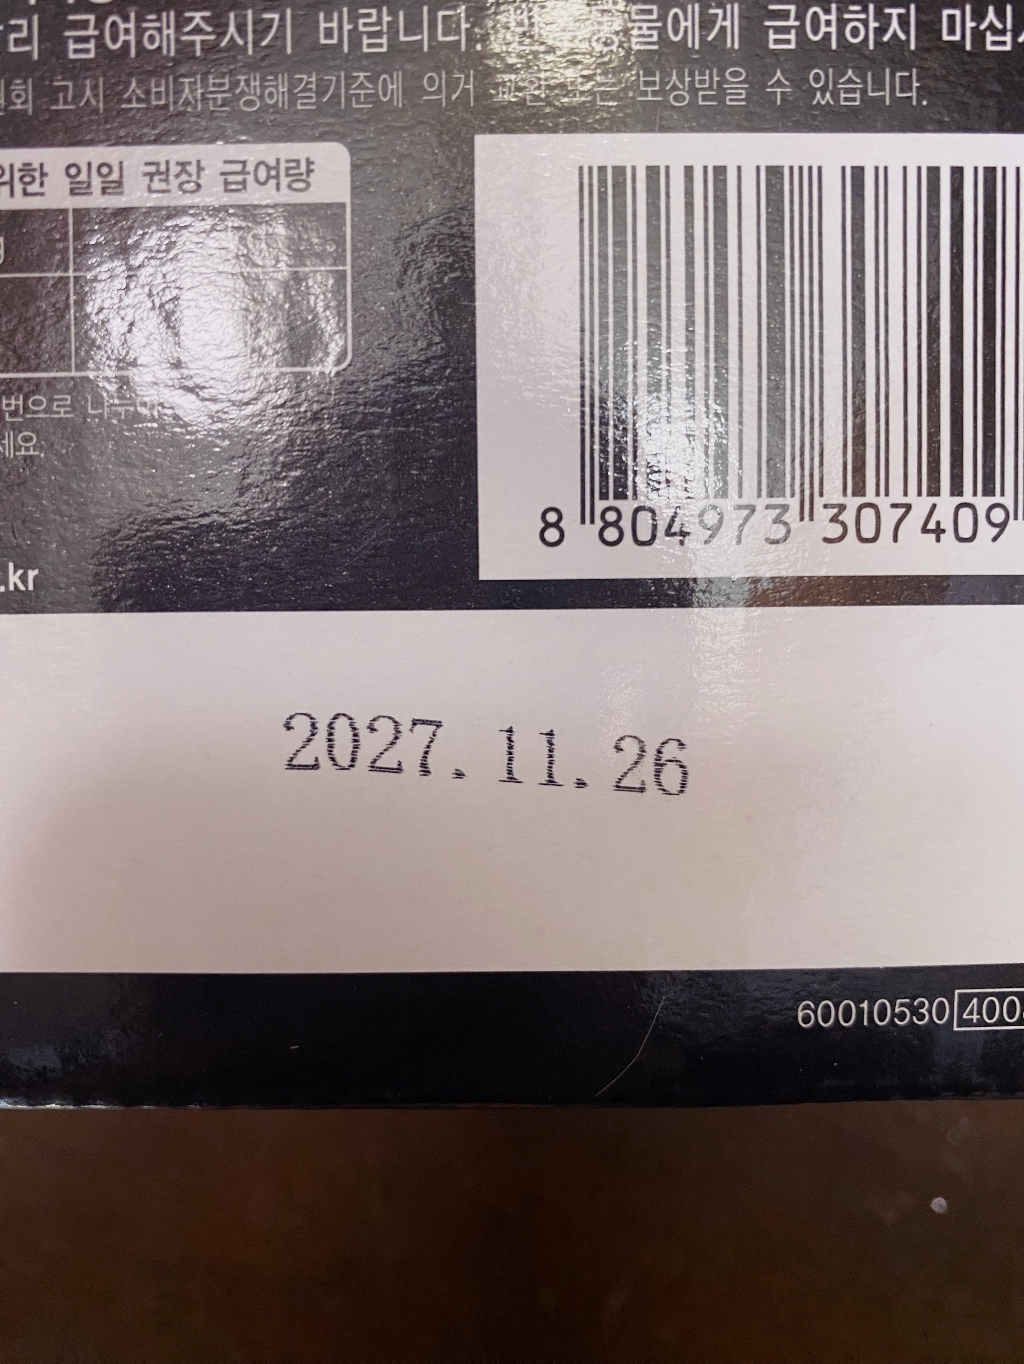 리 급여해주시기 바랍니다. 물에게 급여하지 마십
회 고시 소비자분쟁해결기준에 의거 교환 또는 보상받을 수 있습니다.
위한 일일 권장 급여량
g
번으로 나누어
세요.
.kr
8 804973 307409
2027. 11. 26
60010530 400